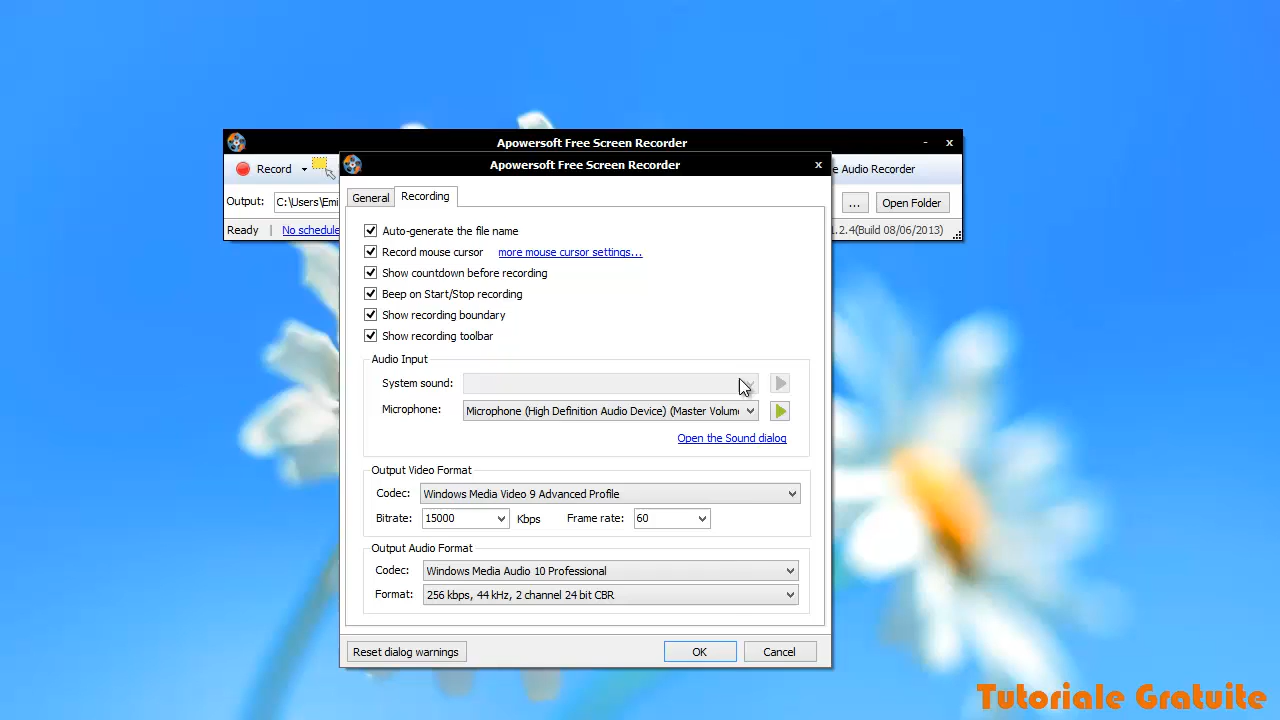 Apowersoft Free Screen Recorder
Apowersoft Free Screen Recorder
Record
e Audio Recorder
Output: C:\Users\Emi
... Open Folder
Ready No schedule
1.2.4(Build 08/06/2013)
General Recording
Auto-generate the file name
Record mouse cursor more mouse cursor settings...
Show countdown before recording
Beep on Start/Stop recording
Show recording boundary
Show recording toolbar
Audio Input
System sound:
Microphone: Microphone (High Definition Audio Device) (Master Volum
Open the Sound dialog
Output Video Format
Codec: Windows Media Video 9 Advanced Profile
Bitrate: 15000 Kbps Frame rate: 60
Output Audio Format
Codec: Windows Media Audio 10 Professional
Format: 256 kbps, 44 kHz, 2 channel 24 bit CBR
Reset dialog warnings OK Cancel
Tutoriale Gratuite